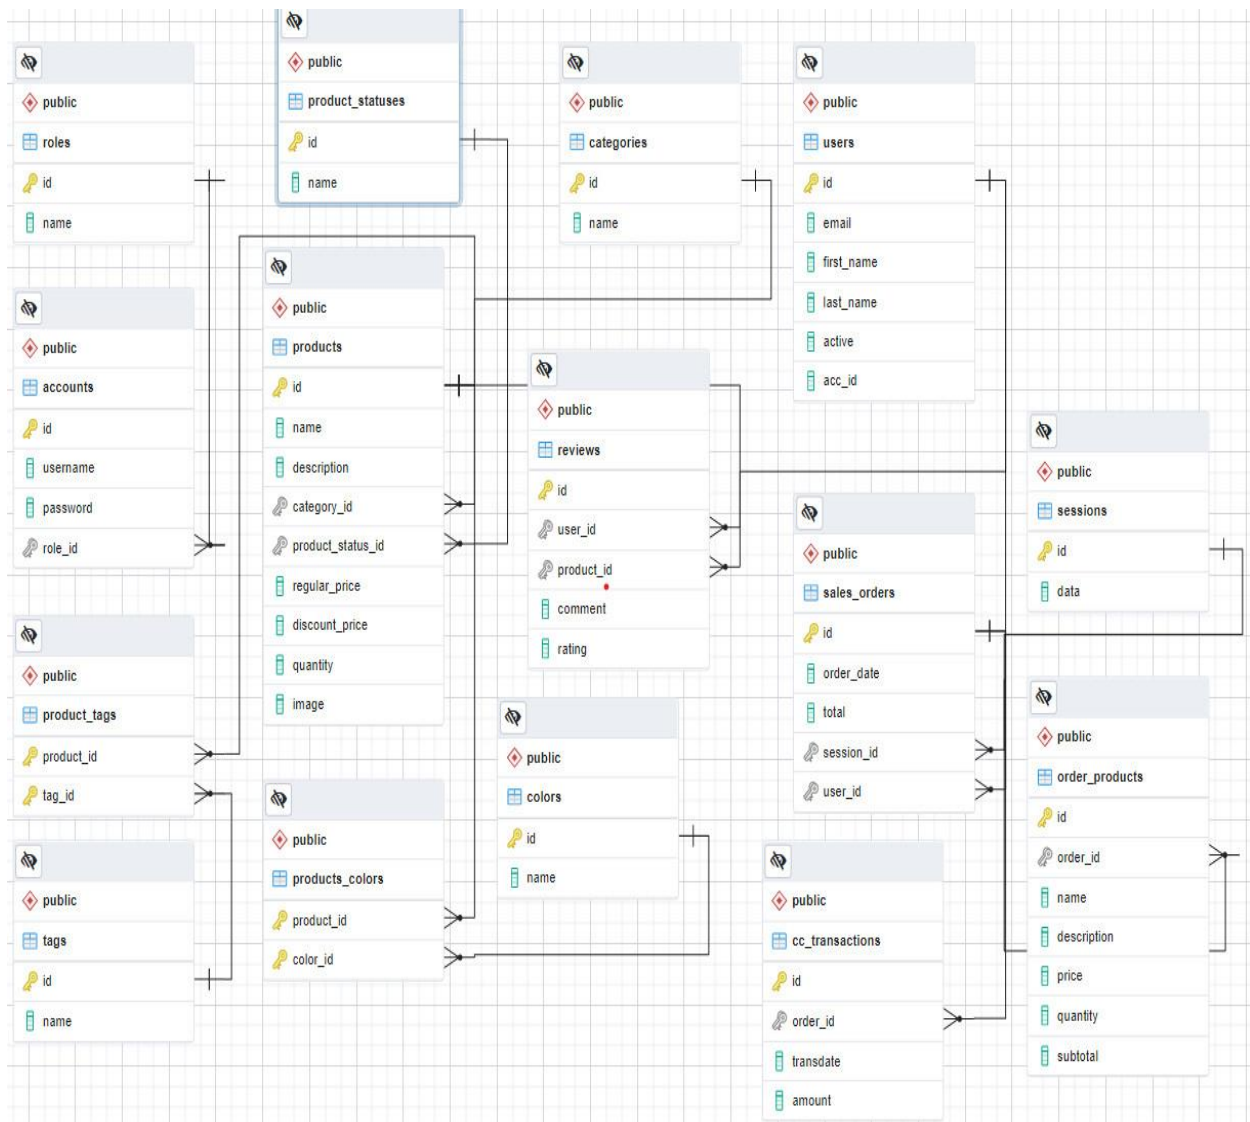 public
product_statuses
id
name
public
roles
id
name
public
categories
id
name
public
users
id
email
first_name
last_name
active
acc_id
public
accounts
id
username
password
role_id
public
products
id
name
description
category_id
product_status_id
regular_price
discount_price
quantity
image
public
reviews
id
user_id
product_id
comment
rating
public
sessions
id
data
public
sales_orders
id
order_date
total
session_id
user_id
public
product_tags
product_id
tag_id
public
order_products
id
order_id
name
description
price
quantity
subtotal
public
colors
id
name
public
products_colors
product_id
color_id
public
tags
id
name
public
cc_transactions
id
order_id
transdate
amount